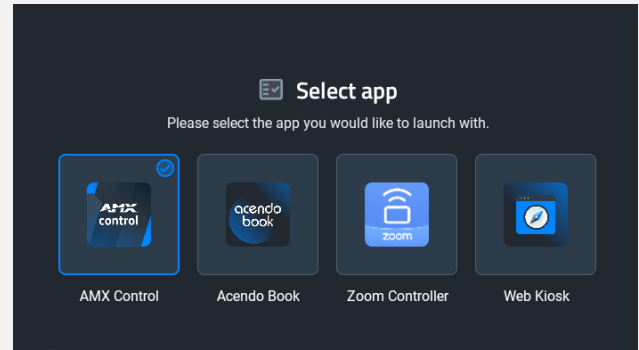 Select app
Please select the app you would like to launch with.
AMX
control
acendo
book
zoom
AMX Control
Acendo Book
Zoom Controller
Web Kiosk